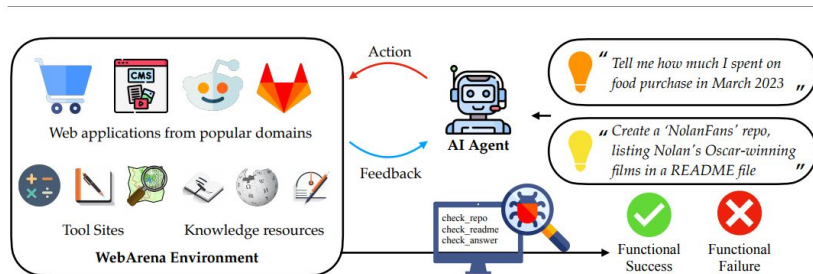 CMS
Web applications from popular domains
Tool Sites
Knowledge resources
WebArena Environment
Action
Feedback
AI Agent
“ Tell me how much I spent on
food purchase in March 2023 ”
“ Create a ‘NolanFans’ repo,
listing Nolan's Oscar-winning
films in a README file ”
check_repo
check_readme
check_answer
Functional
Success
Functional
Failure